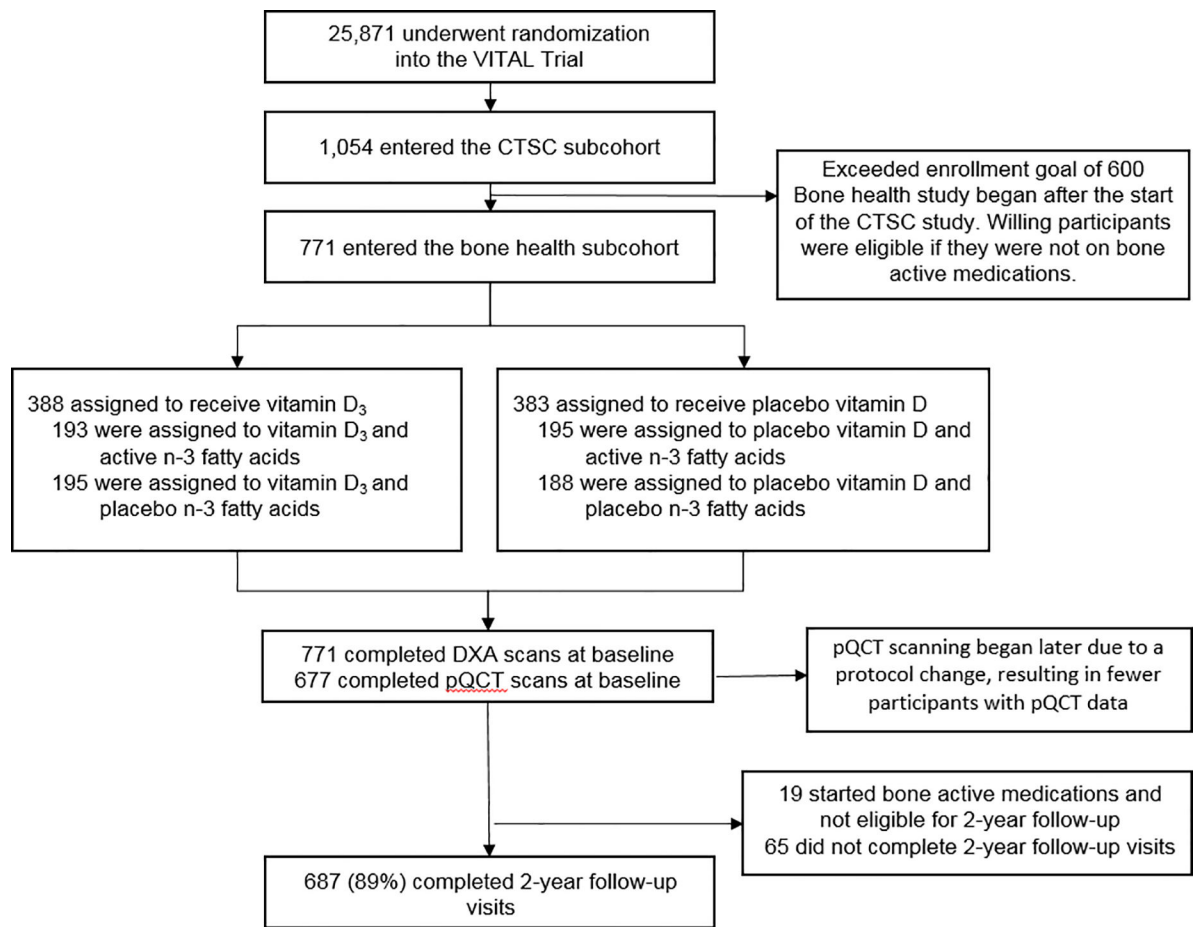 25,871 underwent randomization
into the VITAL Trial
1,054 entered the CTSC subcohort
Exceeded enrollment goal of 600
Bone health study began after the start
of the CTSC study. Willing participants
were eligible if they were not on bone
active medications.
771 entered the bone health subcohort
388 assigned to receive vitamin D₃
193 were assigned to vitamin D₃ and
active n-3 fatty acids
195 were assigned to vitamin D₃ and
placebo n-3 fatty acids
383 assigned to receive placebo vitamin D
195 were assigned to placebo vitamin D and
active n-3 fatty acids
188 were assigned to placebo vitamin D and
placebo n-3 fatty acids
771 completed DXA scans at baseline
677 completed pQCT scans at baseline
pQCT scanning began later due to a
protocol change, resulting in fewer
participants with pQCT data
19 started bone active medications and
not eligible for 2-year follow-up
65 did not complete 2-year follow-up visits
687 (89%) completed 2-year follow-up
visits